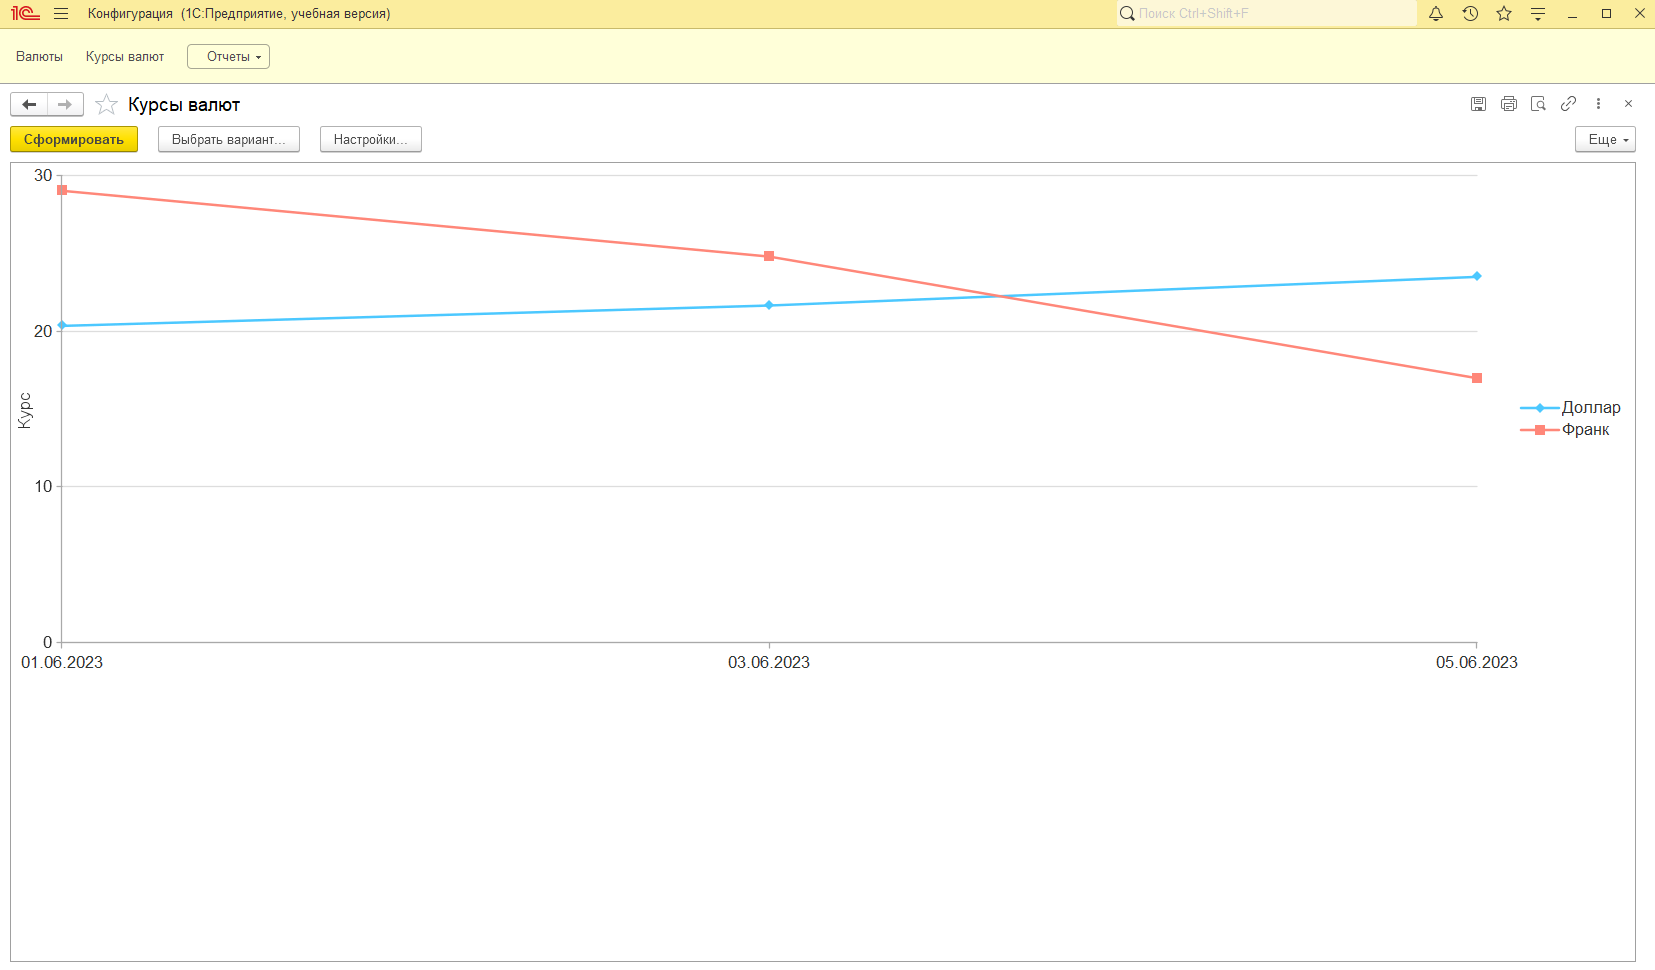 1С Конфигурация (1С:Предприятие, учебная версия) Поиск Ctrl+Shift+F
Валюты Курсы валют Отчеты
Курсы валют
Сформировать Выбрать вариант... Настройки... Еще
30
20
10
0
Курс
01.06.2023 03.06.2023 05.06.2023
Доллар
Франк